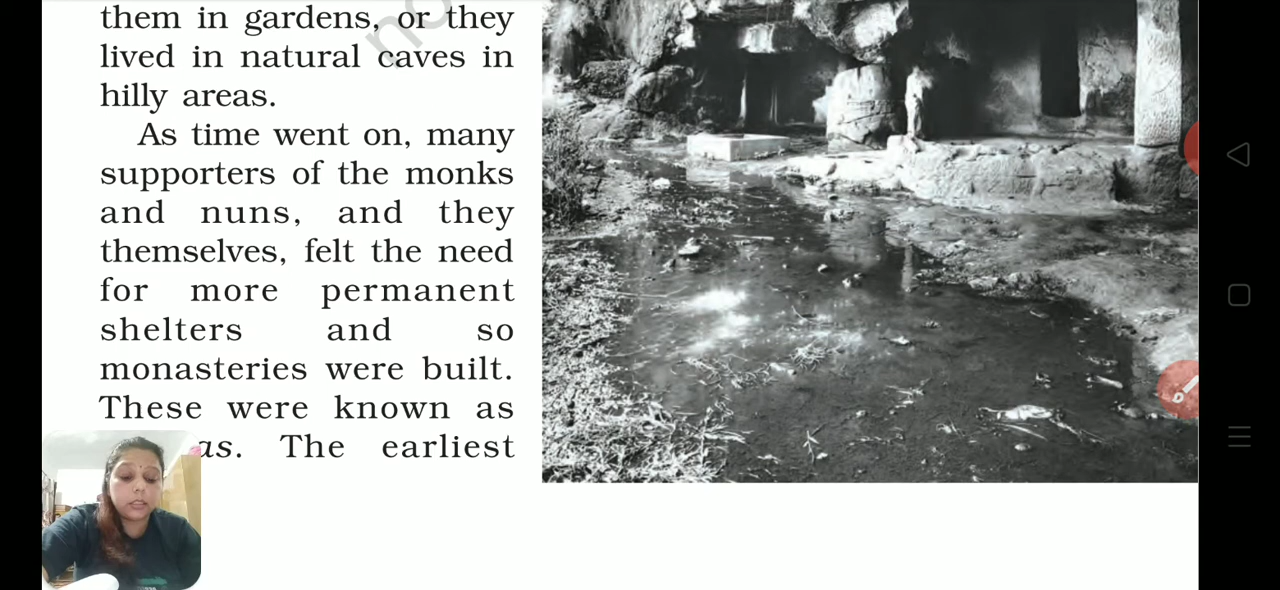 them in gardens, or they
lived in natural caves in
hilly areas.
As time went on, many
supporters of the monks
and nuns, and they
themselves, felt the need
for more permanent
shelters and so
monasteries were built.
These were known as
The earliest